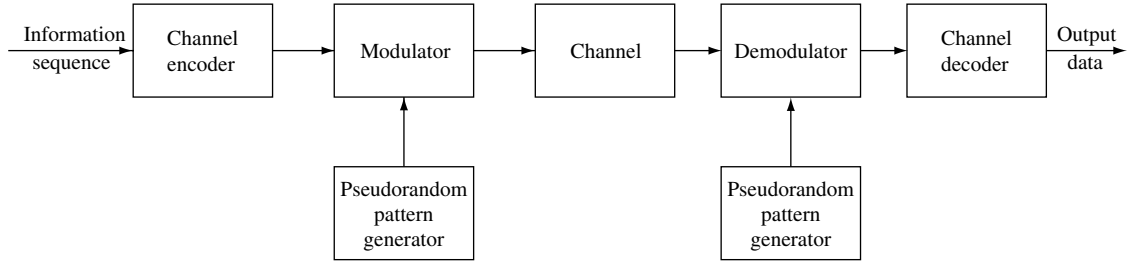 Information
sequence
Channel
encoder
Modulator
Channel
Demodulator
Channel
decoder
Output
data
Pseudorandom
pattern
generator
Pseudorandom
pattern
generator